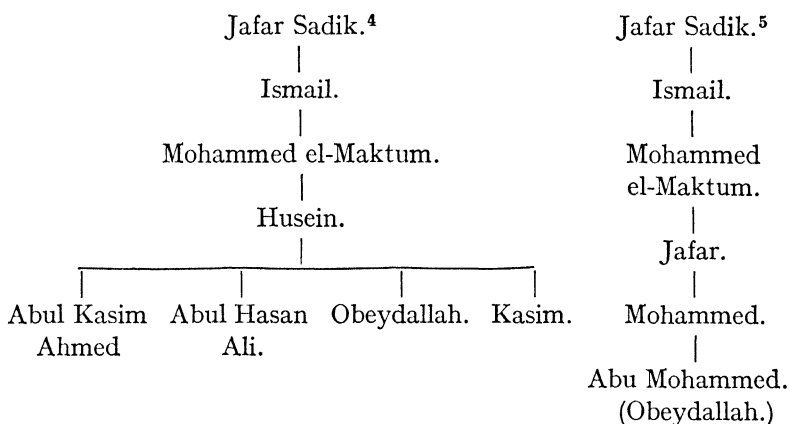 Jafar Sadik.⁴
Ismail.
Mohammed el-Maktum.
Husein.
Abul Kasim Ahmed
Abul Hasan Ali.
Obeydallah.
Kasim.
Jafar Sadik.⁵
Ismail.
Mohammed
el-Maktum.
Jafar.
Mohammed.
Abu Mohammed.
(Obeydallah.)